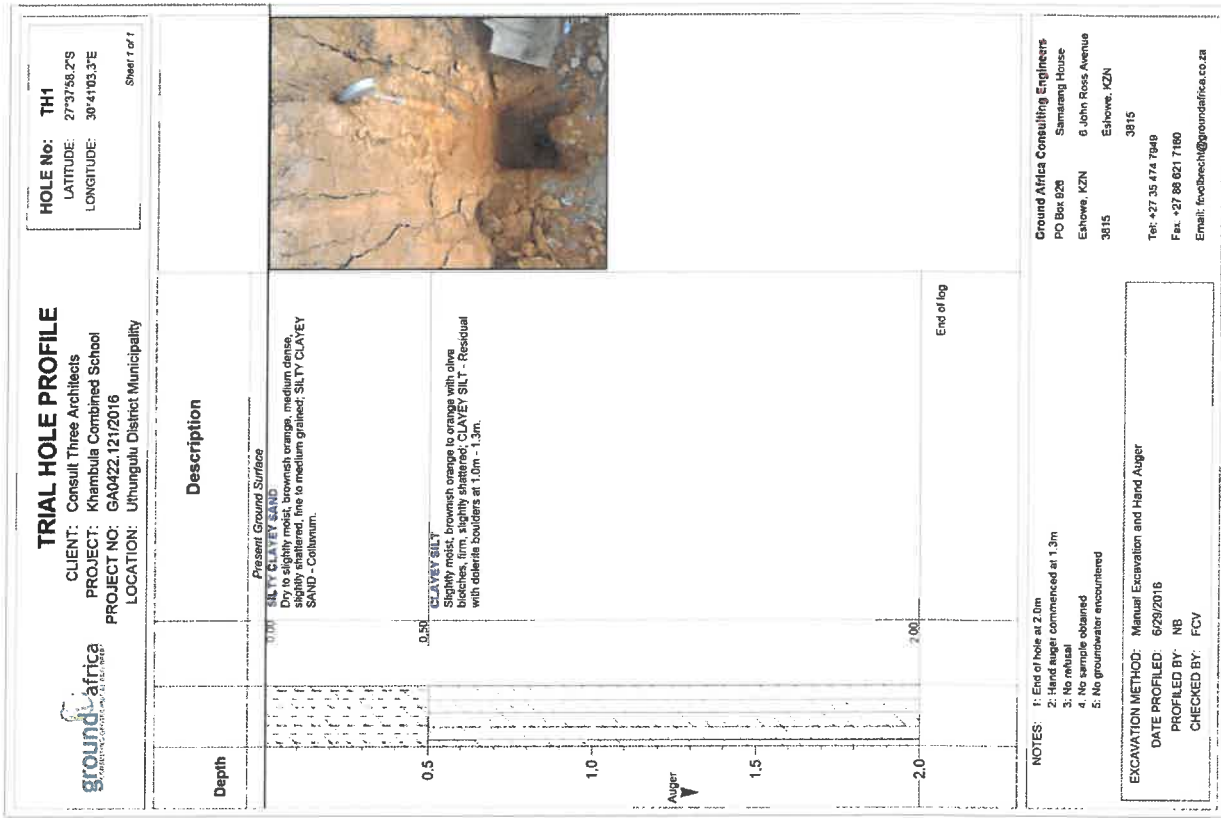 TRIAL HOLE PROFILE
ground africa
CLIENT: Consult Three Architects
PROJECT: Khambula Combined School
PROJECT NO: GA0422.121/2016
LOCATION: Uthungulu District Municipality
HOLE No: TH1
LATITUDE: 27°37'58.2"S
LONGITUDE: 30°41'03.3"E
Sheet 1 of 1
Depth
Description
Present Ground Surface
0.00 SILTY CLAYEY SAND
Dry to slightly moist, brownish orange, medium dense,
slightly shattered, fine to medium grained; SILTY CLAYEY
SAND - Colluvium.
0.5
0.50
CLAYEY SILT
Slightly moist, brownish orange to orange with olive
blotches, firm, slightly shattered; CLAYEY SILT - Residual
with dolerite boulders at 1.0m - 1.3m.
1.0
Auger
1.5
2.0
2.00
End of log
NOTES:
1: End of hole at 2.0m
2: Hand auger commenced at 1.3m
3: No refusal
4. No sample obtained
5: No groundwater encountered
EXCAVATION METHOD: Manual Excavation and Hand Auger
DATE PROFILED: 6/29/2016
PROFILED BY: NB
CHECKED BY: FCV
Ground Africa Consulting Engineers
PO Box 926 Samarang House
Eshowe, KZN 6 John Ross Avenue
3815 Eshowe, KZN
3815
Tel: +27 35 474 7949
Fax: +27 86 621 7180
Email: fcvolbrecht@groundafrica.co.za